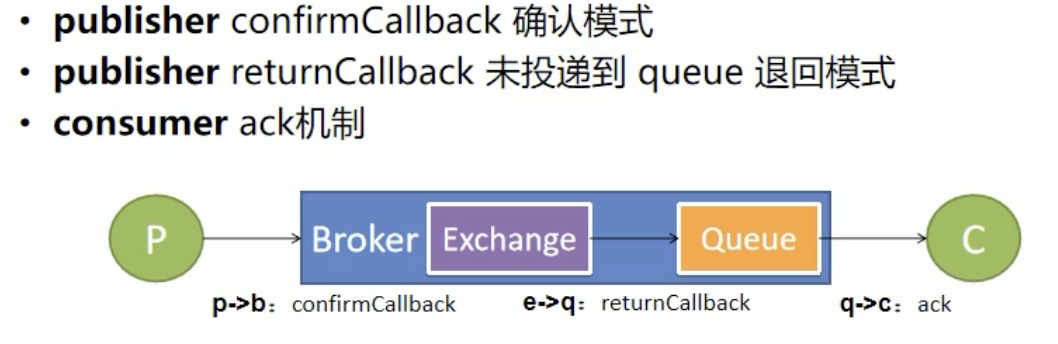 • publisher confirmCallback 确认模式
• publisher returnCallback 未投递到 queue 退回模式
• consumer ack机制
P Broker Exchange Queue C
p->b：confirmCallback e->q：returnCallback q->c：ack